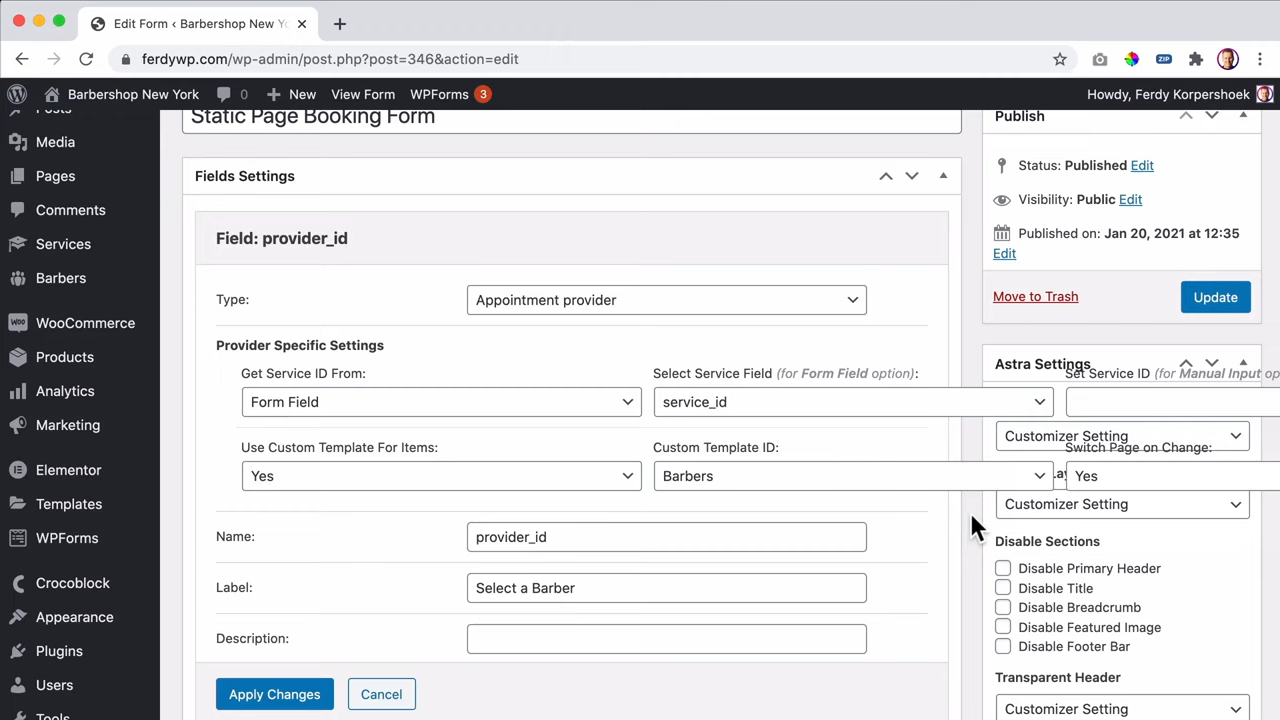 Edit Form ‹ Barbershop New Yo
ferdywp.com/wp-admin/post.php?post=346&action=edit
ZIP
Barbershop New York 0 New View Form WPForms 3 Howdy, Ferdy Korpershoek
Posts
Media
Pages
Comments
Services
Barbers
WooCommerce
Products
Analytics
Marketing
Elementor
Templates
WPForms
Crocoblock
Appearance
Plugins
Users
Tools
Static Page Booking Form
Fields Settings
Field: provider_id
Type: Appointment provider
Provider Specific Settings
Get Service ID From: Select Service Field (for Form Field option): Set Service ID (for Manual Input op
Form Field service_id
Use Custom Template For Items: Custom Template ID: Switch Page on Change:
Yes Barbers Yes
Name: provider_id
Label: Select a Barber
Description:
Apply Changes Cancel
Publish
Status: Published Edit
Visibility: Public Edit
Published on: Jan 20, 2021 at 12:35
Edit
Move to Trash Update
Astra Settings
Customizer Setting
Customizer Setting
Disable Sections
Disable Primary Header
Disable Title
Disable Breadcrumb
Disable Featured Image
Disable Footer Bar
Transparent Header
Customizer Setting